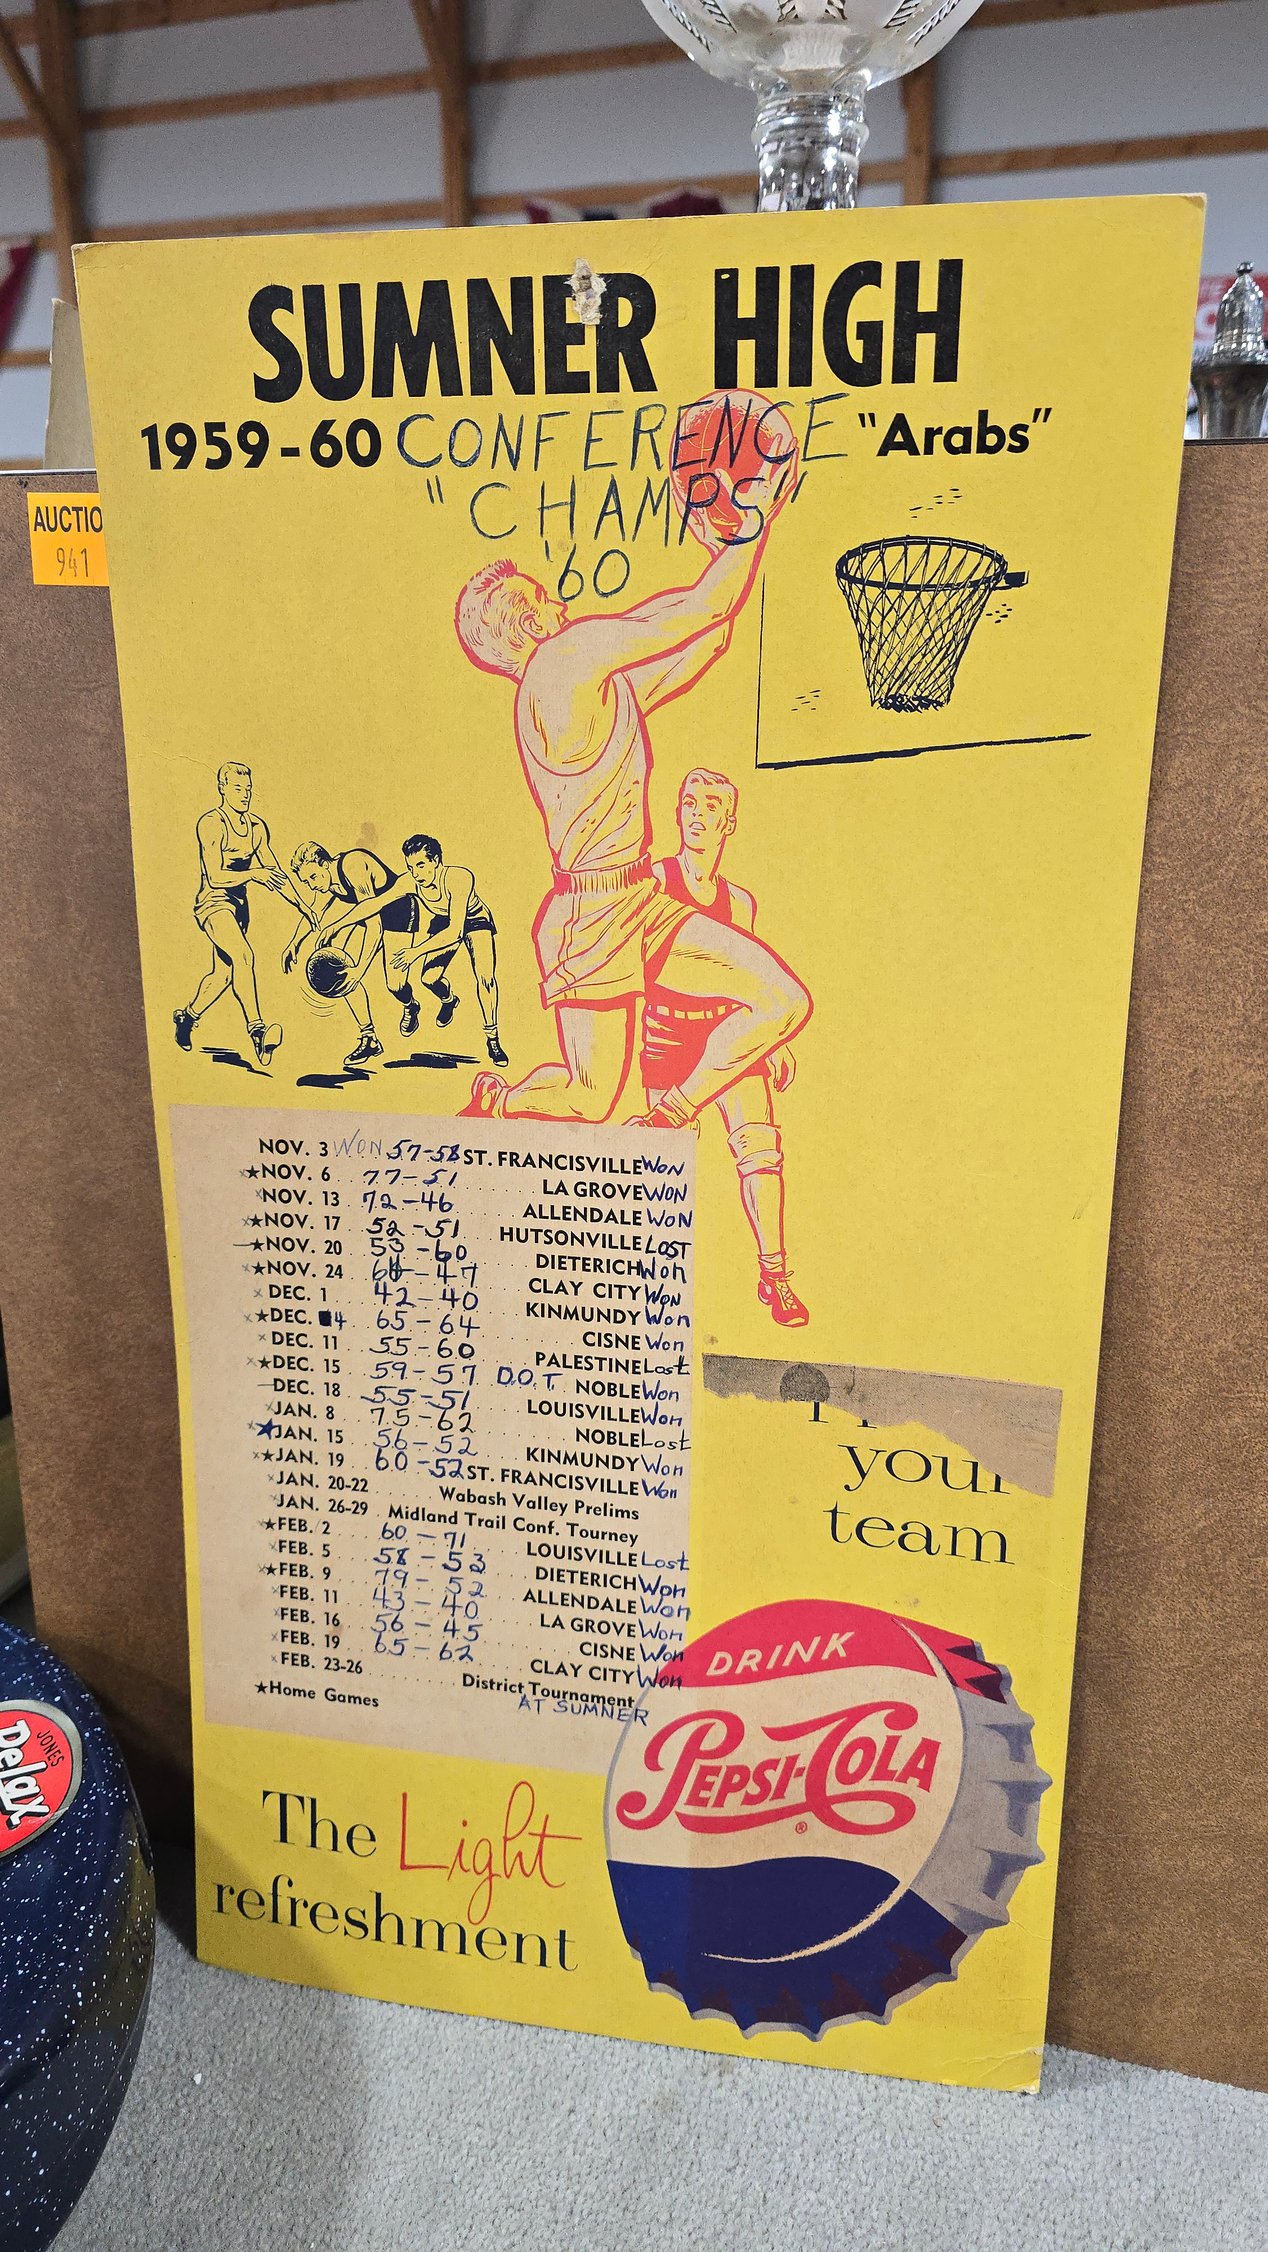 SUMNER HIGH
1959-60 CONFERENCE "Arabs"
"CHAMPS"
'60
AUCTIO
941
NOV. 3 WON 57-58 ST. FRANCISVILLE Won
★NOV. 6 77-51 LA GROVE WON
NOV. 13 72-46 ALLENDALE WON
★NOV. 17 52-51 HUTSONVILLE LOST
★NOV. 20 53-60 DIETERICH Won
★NOV. 24 64-47 CLAY CITY Won
DEC. 1 42-40 KINMUNDY Won
★DEC. 4 65-64 CISNE Won
DEC. 11 55-60 PALESTINE Lost
★DEC. 15 59-57 D.O.T. NOBLE Won
DEC. 18 55-51 LOUISVILLE Won
JAN. 8 75-62 NOBLE Lost
★JAN. 15 56-52 KINMUNDY Won
★JAN. 19 60-52 ST. FRANCISVILLE Won
JAN. 20-22 Wabash Valley Prelims
JAN. 26-29 Midland Trail Conf. Tourney
★FEB. 2 60-71 LOUISVILLE Lost
FEB. 5 58-53 DIETERICH Won
★FEB. 9 79-52 ALLENDALE Won
FEB. 11 43-40 LA GROVE Won
FEB. 16 56-45 CISNE Won
FEB. 19 65-62 CLAY CITY Won
FEB. 23-26 District Tournament
★Home Games AT SUMNER
your
team
DRINK
PEPSI-COLA
®
The Light
refreshment
JONES
Delax